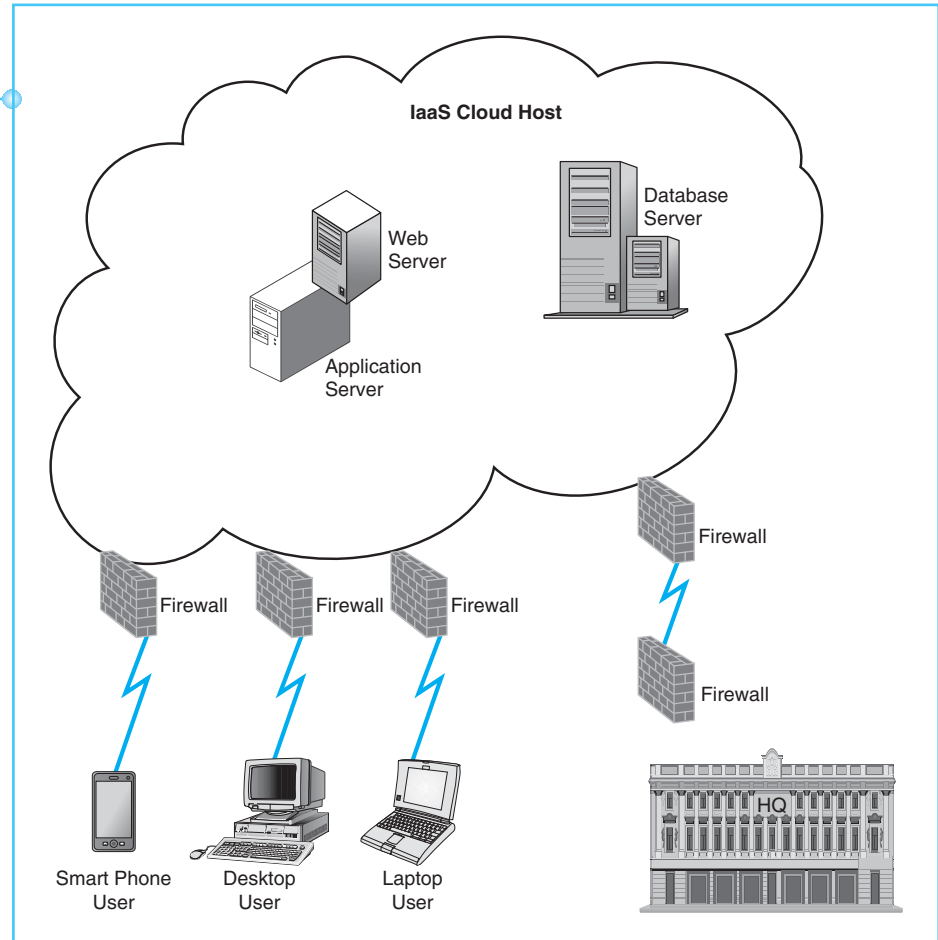 IaaS Cloud Host
Database
Server
Web
Server
Application
Server
Firewall
Firewall
Firewall
Firewall
Firewall
HQ
Smart Phone
User
Desktop
User
Laptop
User